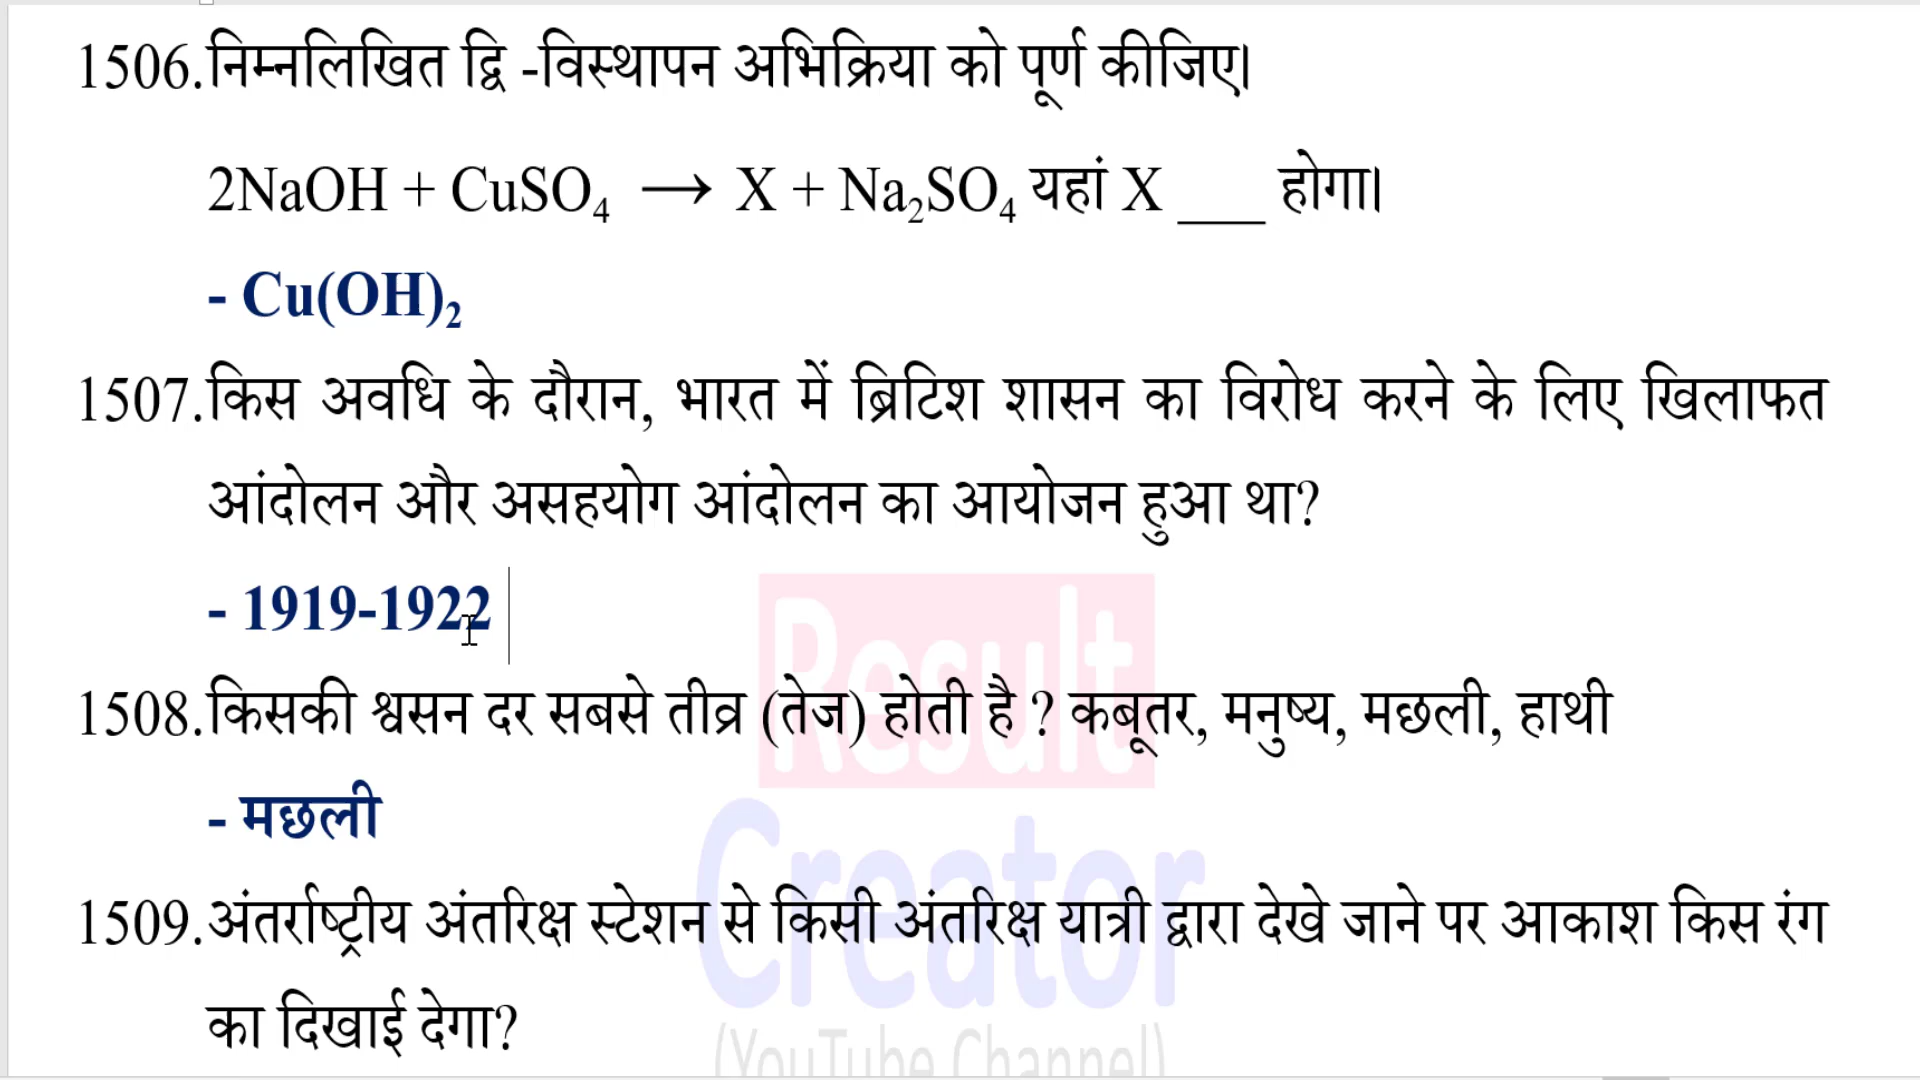 1506.निम्नलिखित द्वि -विस्थापन अभिक्रिया को पूर्ण कीजिए।
2NaOH + CuSO₄ ⟶ X + Na₂SO₄ यहां X ___ होगा।
- Cu(OH)₂
1507.किस अवधि के दौरान, भारत में ब्रिटिश शासन का विरोध करने के लिए खिलाफत
आंदोलन और असहयोग आंदोलन का आयोजन हुआ था?
- 1919-1922
1508.किसकी श्वसन दर सबसे तीव्र (तेज) होती है ? कबूतर, मनुष्य, मछली, हाथी
- मछली
1509.अंतर्राष्ट्रीय अंतरिक्ष स्टेशन से किसी अंतरिक्ष यात्री द्वारा देखे जाने पर आकाश किस रंग
का दिखाई देगा?
Result
Creator
(YouTube Channel)